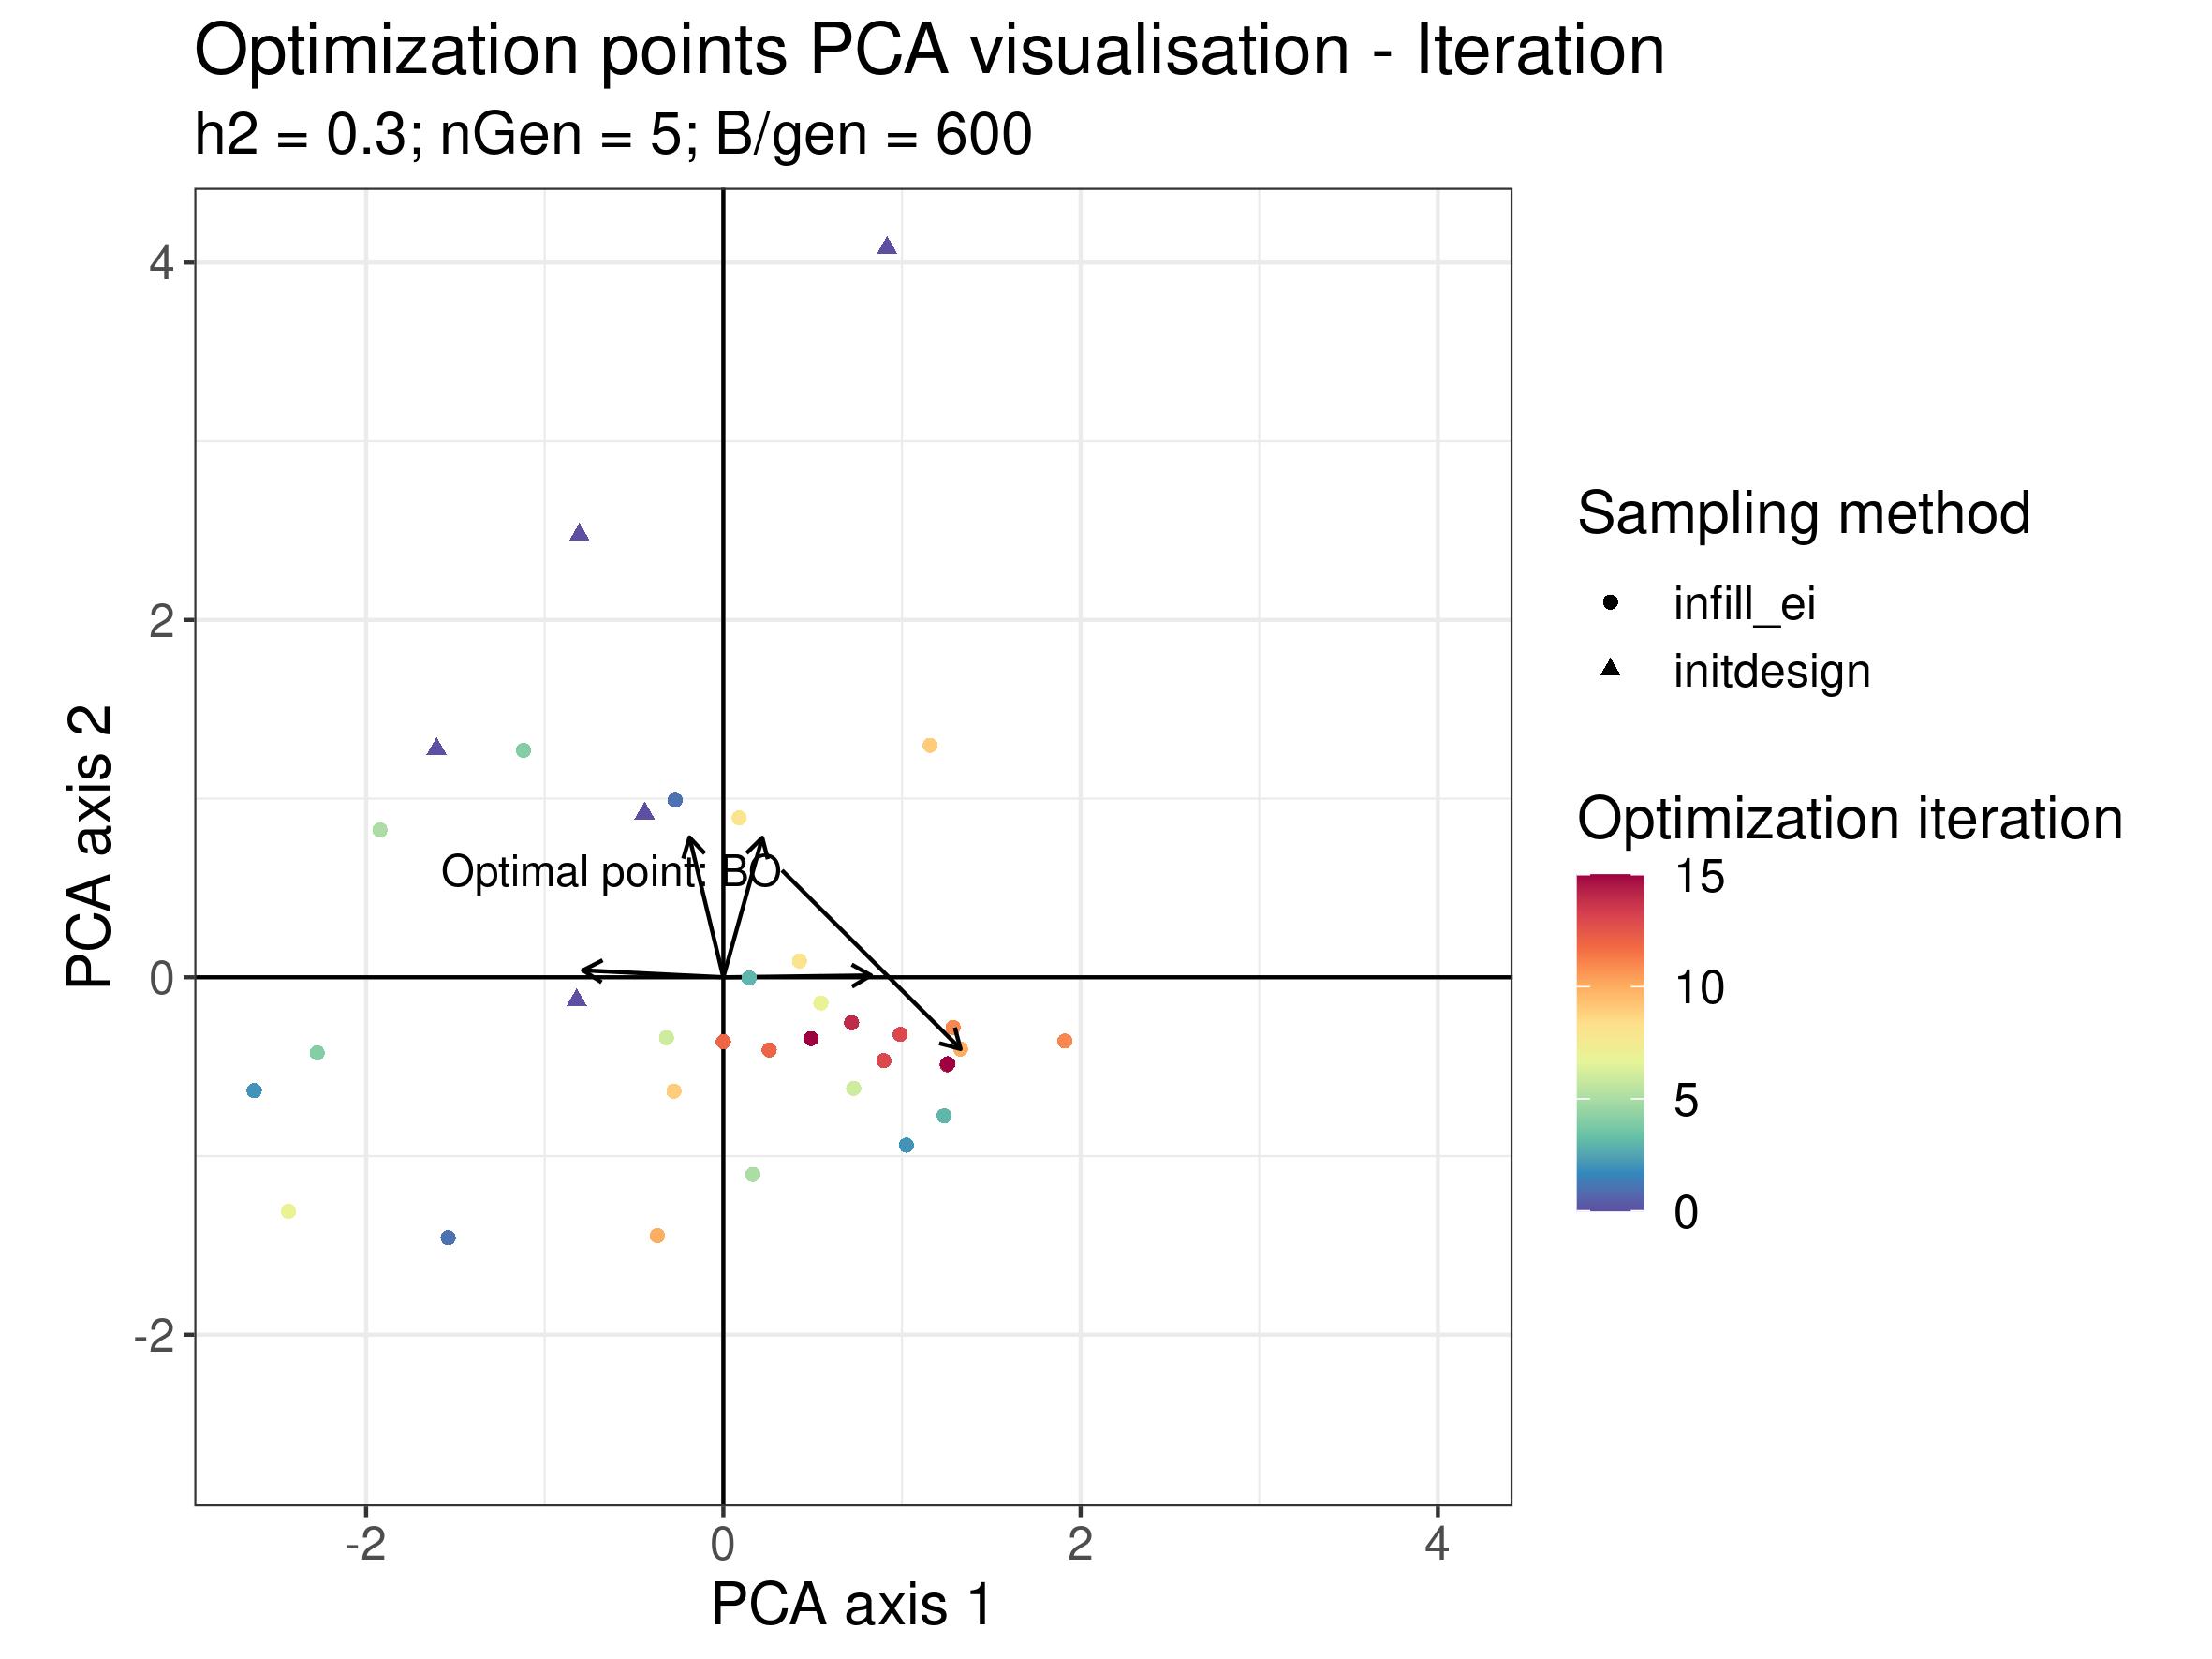 Optimization points PCA visualisation - Iteration
h2 = 0.3; nGen = 5; B/gen = 600
4
2
0
-2
PCA axis 2
Optimal point: BO
-2
0
2
4
PCA axis 1
Sampling method
infill_ei
initdesign
Optimization iteration
15
10
5
0